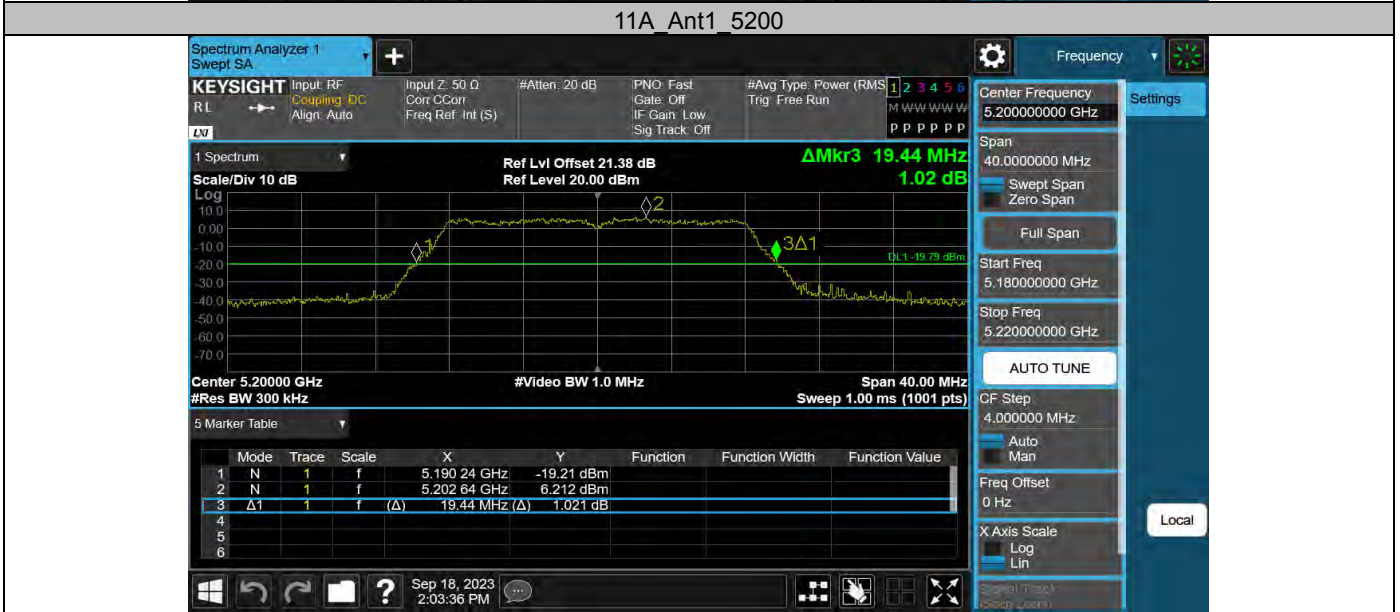 11A_Ant1_5200
Spectrum Analyzer 1
Swept SA
+
Frequency
KEYSIGHT
RL
LXI
Input: RF
Coupling: DC
Align: Auto
Input Z: 50 Ω
Corr CCorr
Freq Ref: Int (S)
#Atten: 20 dB
PNO: Fast
Gate: Off
IF Gain: Low
Sig Track: Off
#Avg Type: Power (RMS
Trig: Free Run
1 2 3 4 5 6
M WW WW W
P P P P P P
1 Spectrum
Scale/Div 10 dB
Ref Lvl Offset 21.38 dB
Ref Level 20.00 dBm
ΔMkr3 19.44 MHz
1.02 dB
Log
10.0
0.00
-10.0
-20.0
-30.0
-40.0
-50.0
-60.0
-70.0
1
2
3Δ1
DL1 -19.79 dBm
Center 5.20000 GHz
#Video BW 1.0 MHz
Span 40.00 MHz
#Res BW 300 kHz
Sweep 1.00 ms (1001 pts)
5 Marker Table
Mode Trace Scale X Y Function Function Width Function Value
1 N 1 f 5.190 24 GHz -19.21 dBm
2 N 1 f 5.202 64 GHz 6.212 dBm
3 Δ1 1 f (Δ) 19.44 MHz (Δ) 1.021 dB
4
5
6
Center Frequency
5.200000000 GHz
Settings
Span
40.0000000 MHz
Swept Span
Zero Span
Full Span
Start Freq
5.180000000 GHz
Stop Freq
5.220000000 GHz
AUTO TUNE
CF Step
4.000000 MHz
Auto
Man
Freq Offset
0 Hz
X Axis Scale
Log
Lin
Signal Track
(Span Zoom)
Local
?
Sep 18, 2023
2:03:36 PM